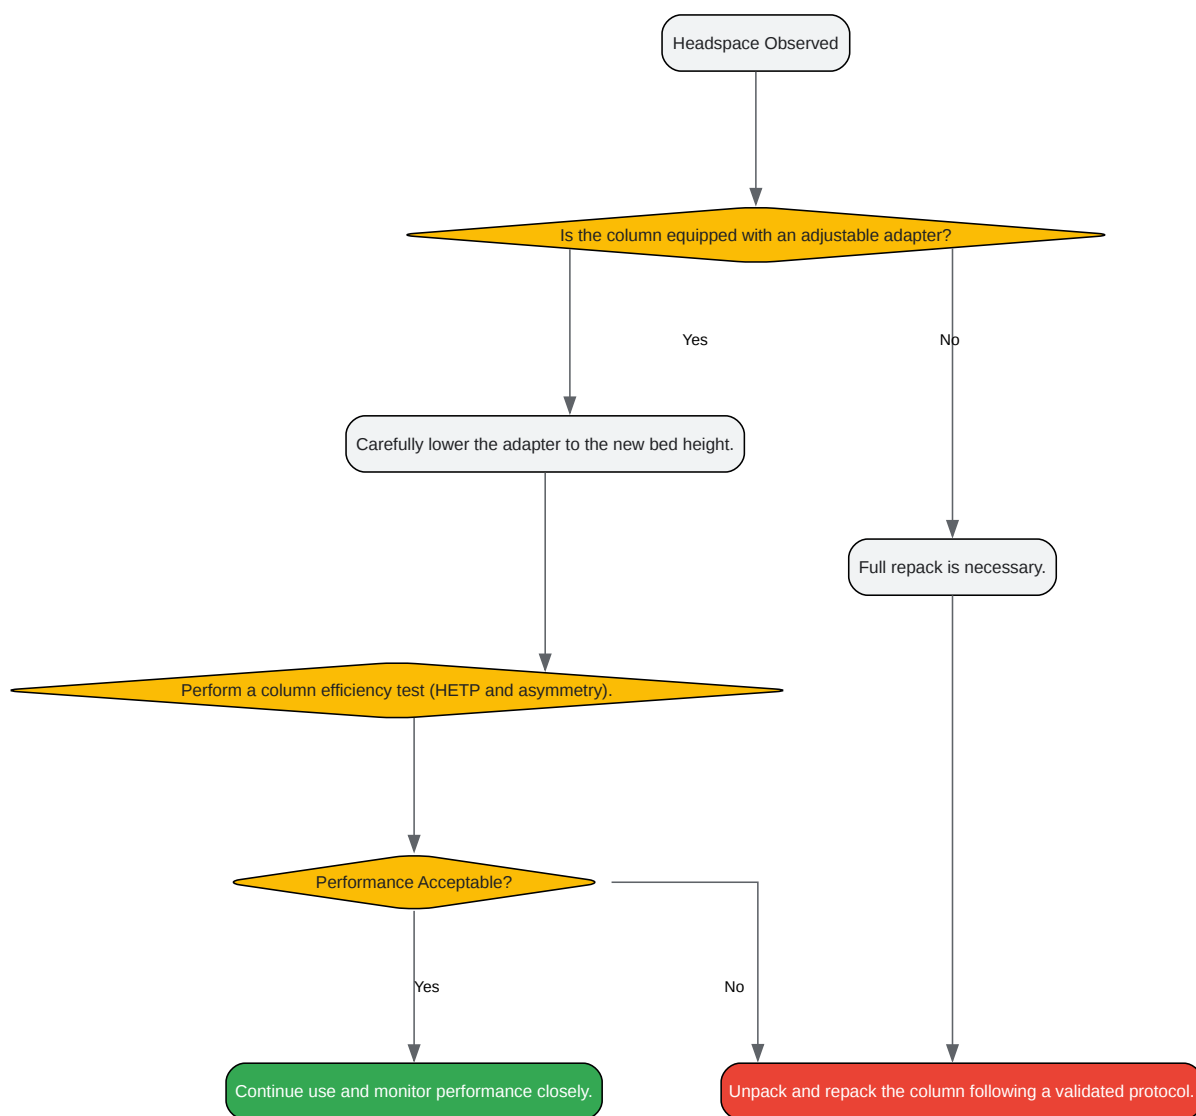 Headspace Observed
Is the column equipped with an adjustable adapter?
Yes
No
Carefully lower the adapter to the new bed height.
Full repack is necessary.
Perform a column efficiency test (HETP and asymmetry).
Performance Acceptable?
Yes
No
Continue use and monitor performance closely.
Unpack and repack the column following a validated protocol.